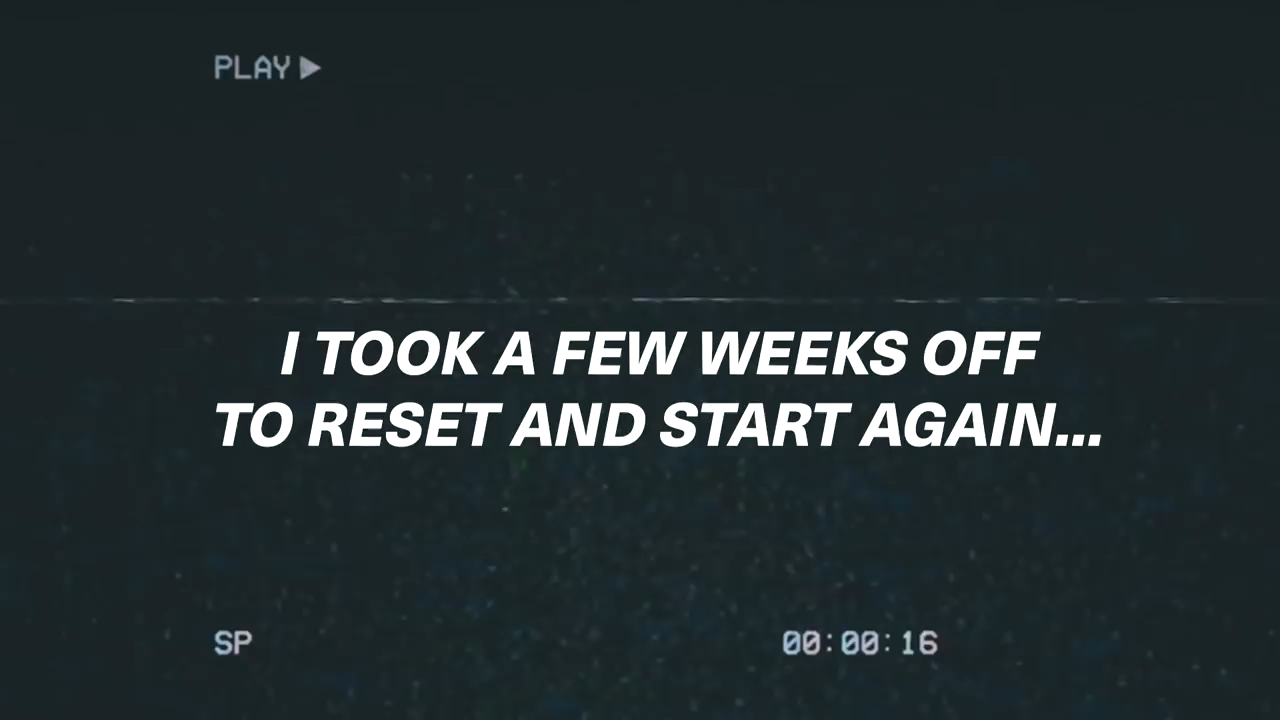 PLAY ▶
I TOOK A FEW WEEKS OFF
TO RESET AND START AGAIN...
SP
00:00:16